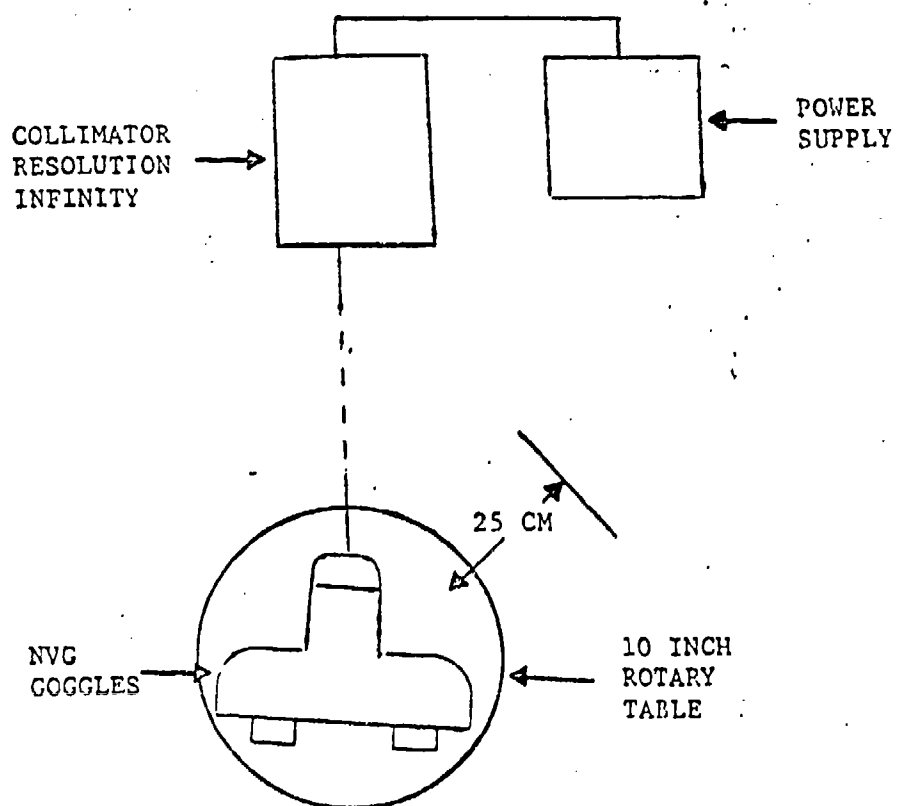 COLLIMATOR
RESOLUTION
INFINITY
POWER
SUPPLY
25 CM
NVG
GOGGLES
10 INCH
ROTARY
TABLE